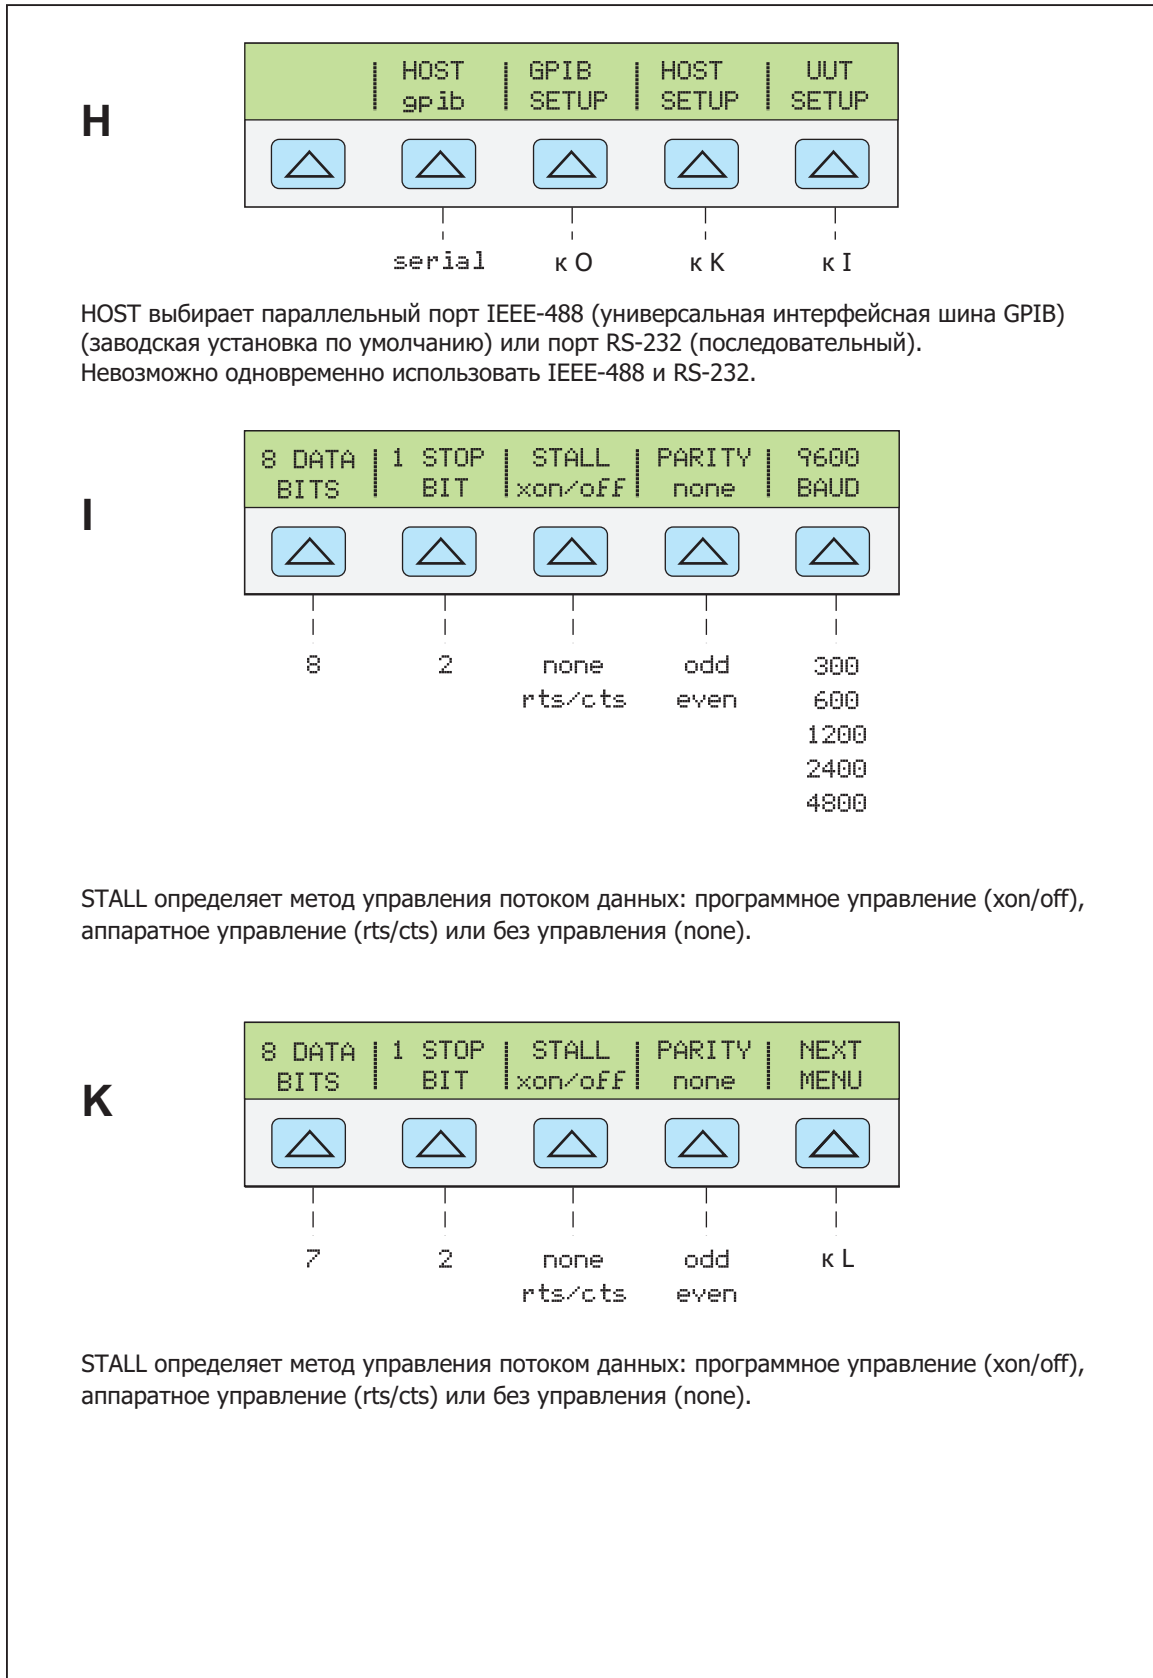 H
HOST GPIB HOST UUT
gpib SETUP SETUP SETUP
serial к O к K к I
HOST выбирает параллельный порт IEEE-488 (универсальная интерфейсная шина GPIB)
(заводская установка по умолчанию) или порт RS-232 (последовательный).
Невозможно одновременно использовать IEEE-488 и RS-232.
I
8 DATA 1 STOP STALL PARITY 9600
BITS BIT xon/off none BAUD
8 2 none odd 300
rts/cts even 600
1200
2400
4800
STALL определяет метод управления потоком данных: программное управление (xon/off),
аппаратное управление (rts/cts) или без управления (none).
K
8 DATA 1 STOP STALL PARITY NEXT
BITS BIT xon/off none MENU
7 2 none odd к L
rts/cts even
STALL определяет метод управления потоком данных: программное управление (xon/off),
аппаратное управление (rts/cts) или без управления (none).